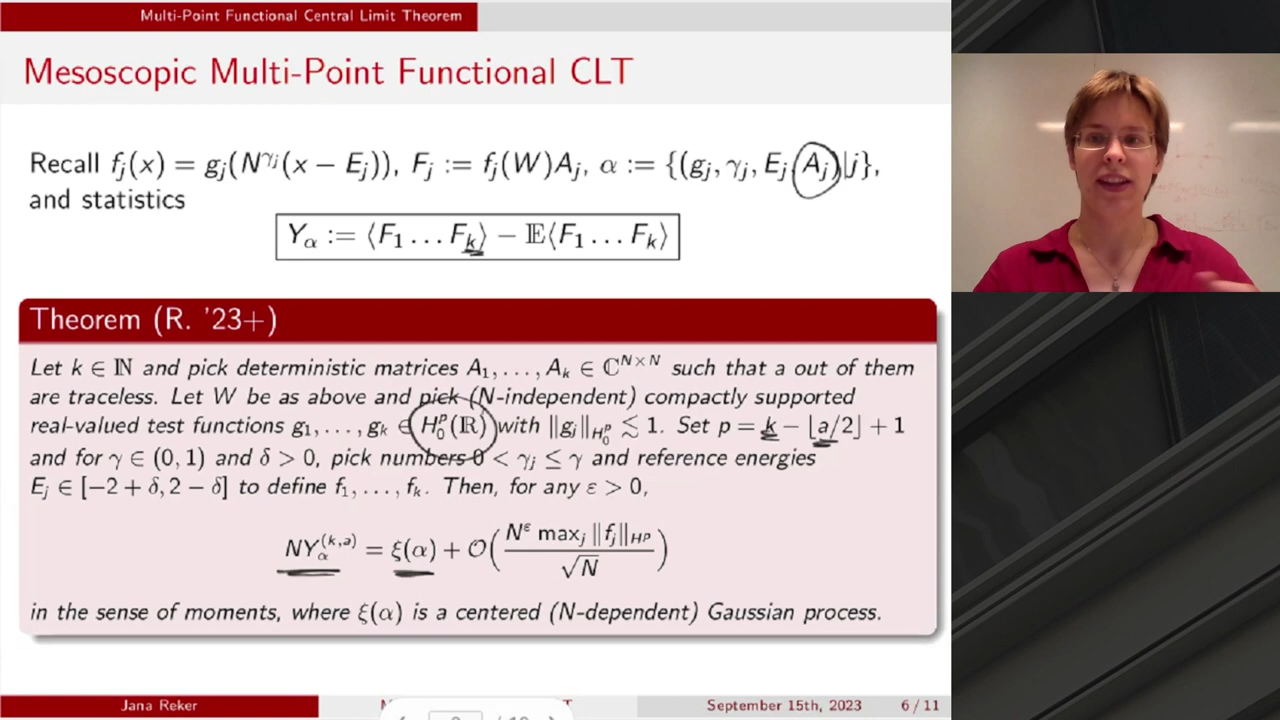 Multi-Point Functional Central Limit Theorem
Mesoscopic Multi-Point Functional CLT
Recall f_j(x) = g_j(N^{γ_j}(x − E_j)), F_j := f_j(W)A_j, α := {(g_j, γ_j, E_j, A_j)|j},
and statistics
Y_α := ⟨F_1 … F_k⟩ − 𝔼⟨F_1 … F_k⟩
Theorem (R. '23+)
Let k ∈ ℕ and pick deterministic matrices A_1, …, A_k ∈ ℂ^{N×N} such that a out of them
are traceless. Let W be as above and pick (N-independent) compactly supported
real-valued test functions g_1, …, g_k ∈ H_0^p(ℝ) with ‖g_j‖_{H_0^p} ≲ 1. Set p = k − ⌊a/2⌋ + 1
and for γ ∈ (0, 1) and δ > 0, pick numbers 0 < γ_j ≤ γ and reference energies
E_j ∈ [−2 + δ, 2 − δ] to define f_1, …, f_k. Then, for any ε > 0,
NY_α^{(k,a)} = ξ(α) + 𝒪(N^ε max_j ‖f_j‖_{H^p} / √N)
in the sense of moments, where ξ(α) is a centered (N-dependent) Gaussian process.
Jana Reker
September 15th, 2023
6 / 11